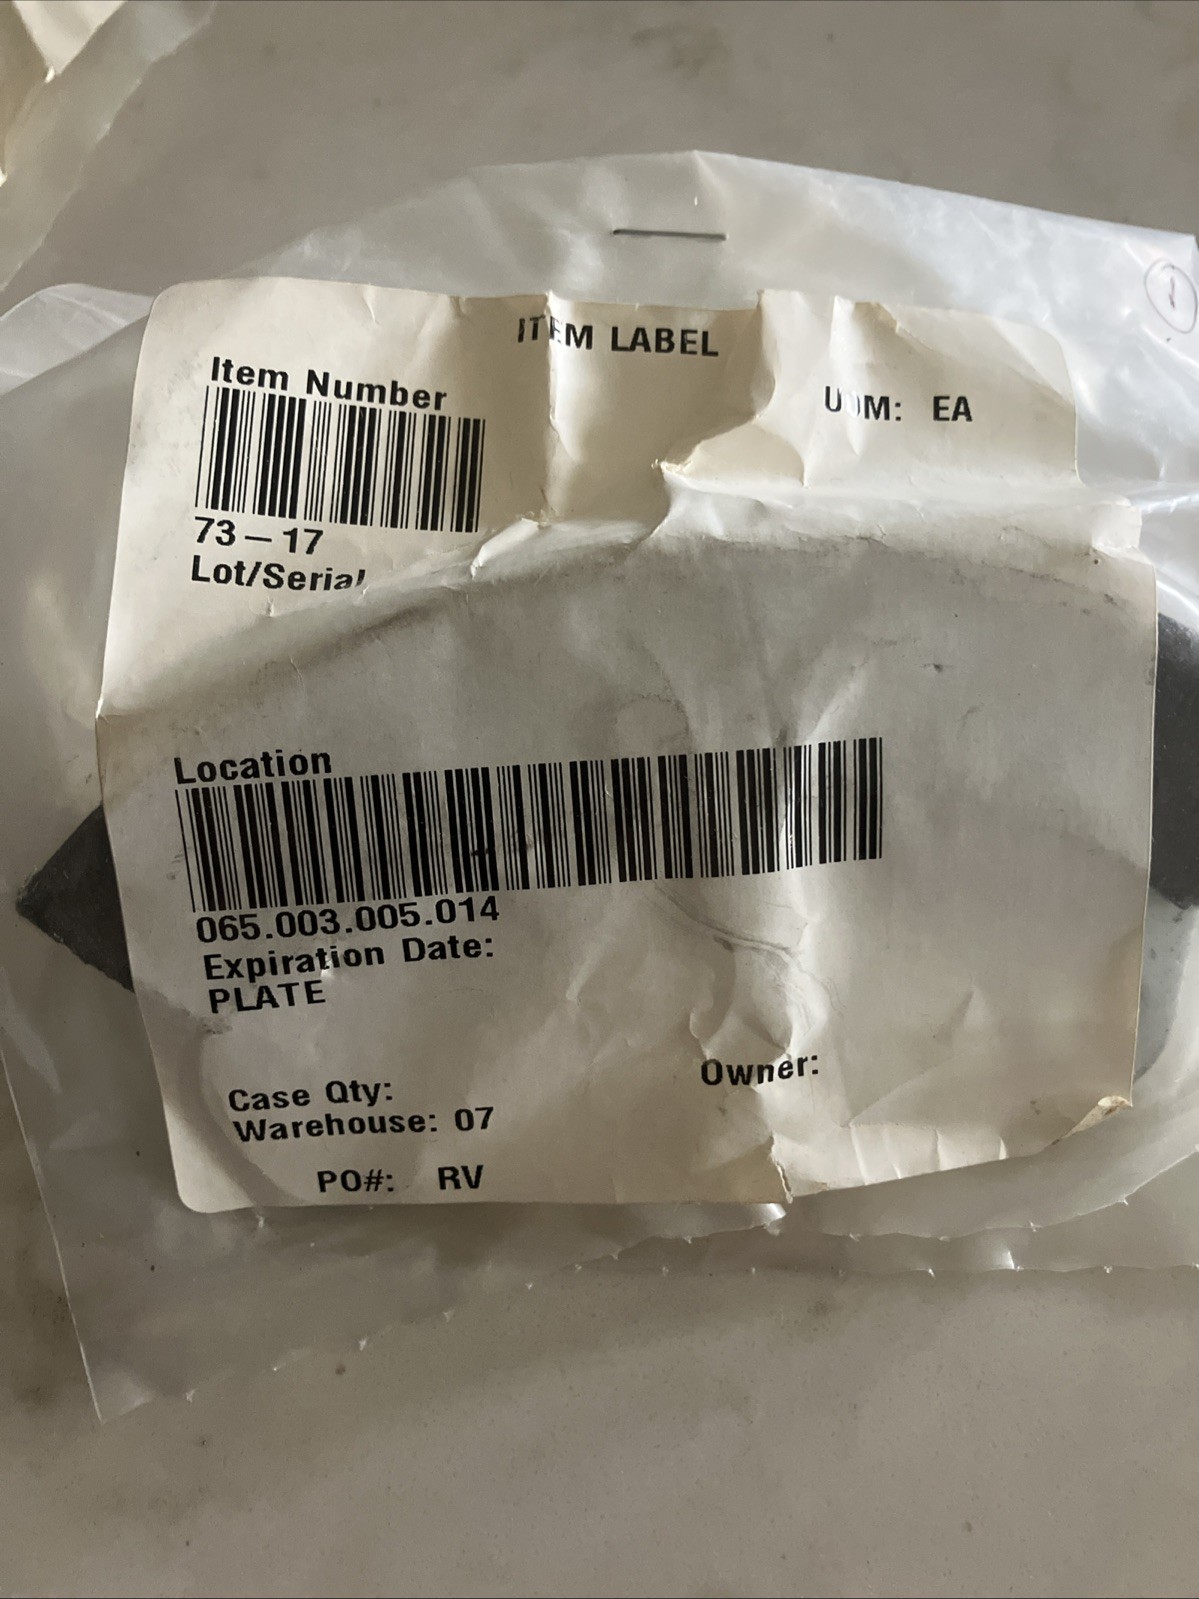 ITEM LABEL
Item Number
UOM: EA
73-17
Lot/Serial
Location
065.003.005.014
Expiration Date:
PLATE
Owner:
Case Qty:
Warehouse: 07
PO#: RV